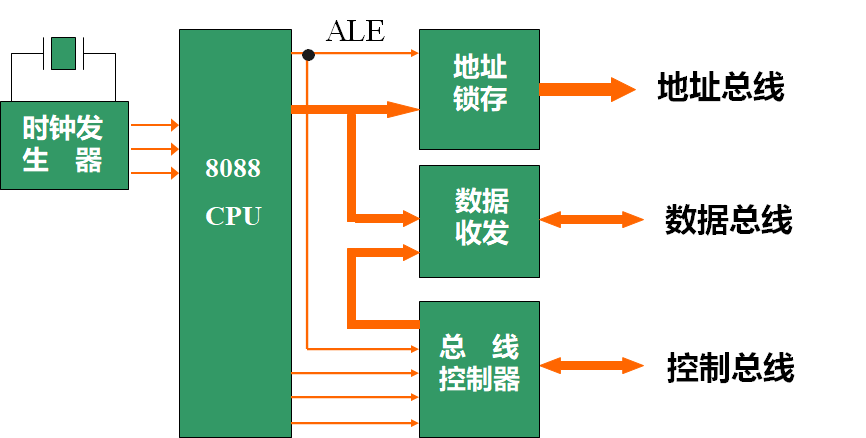 ALE
时钟发
生 器
8088
CPU
地址
锁存
地址总线
数据
收发
数据总线
总 线
控制器
控制总线